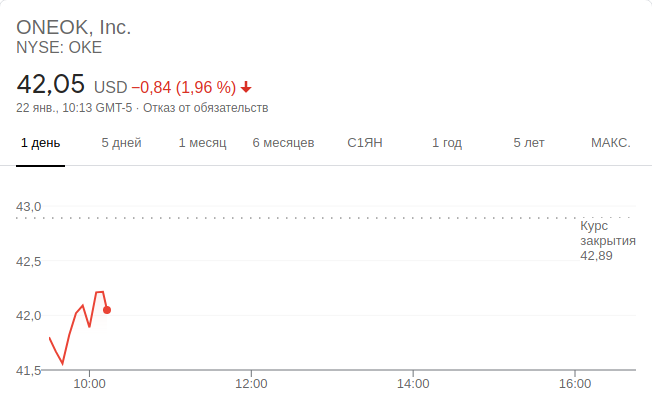 ONEOK, Inc.
NYSE: OKE
42,05 USD −0,84 (1,96 %)
22 янв., 10:13 GMT-5 · Отказ от обязательств
1 день 5 дней 1 месяц 6 месяцев С1ЯН 1 год 5 лет МАКС.
43,0
Курс
закрытия
42,89
42,5
42,0
41,5
10:00 12:00 14:00 16:00